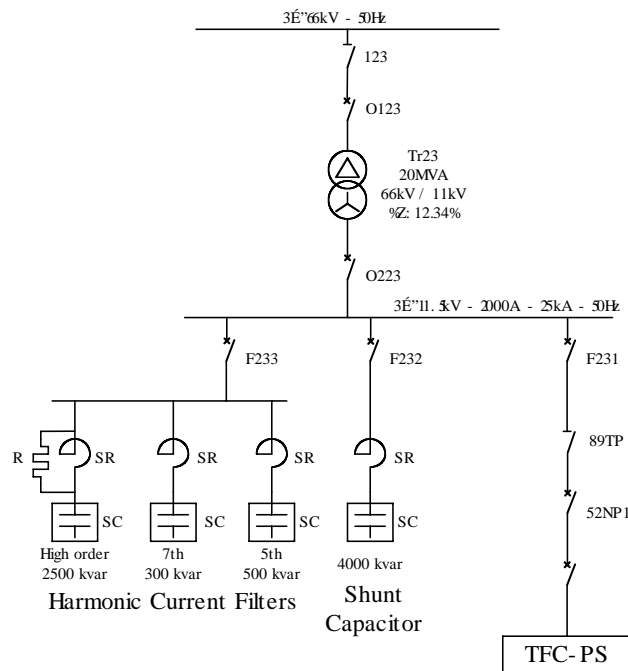 3É"66kV - 50Hz
123
O123
Tr23
20MVA
66kV / 11kV
%Z: 12.34%
O223
3É"11.5kV - 2000A - 25kA - 50Hz
F233
F232
F231
R
SR
SR
SR
SR
89TP
SC
SC
SC
SC
52NP1
High order
2500 kvar
7th
300 kvar
5th
500 kvar
4000 kvar
Harmonic Current Filters
Shunt
Capacitor
TFC-PS